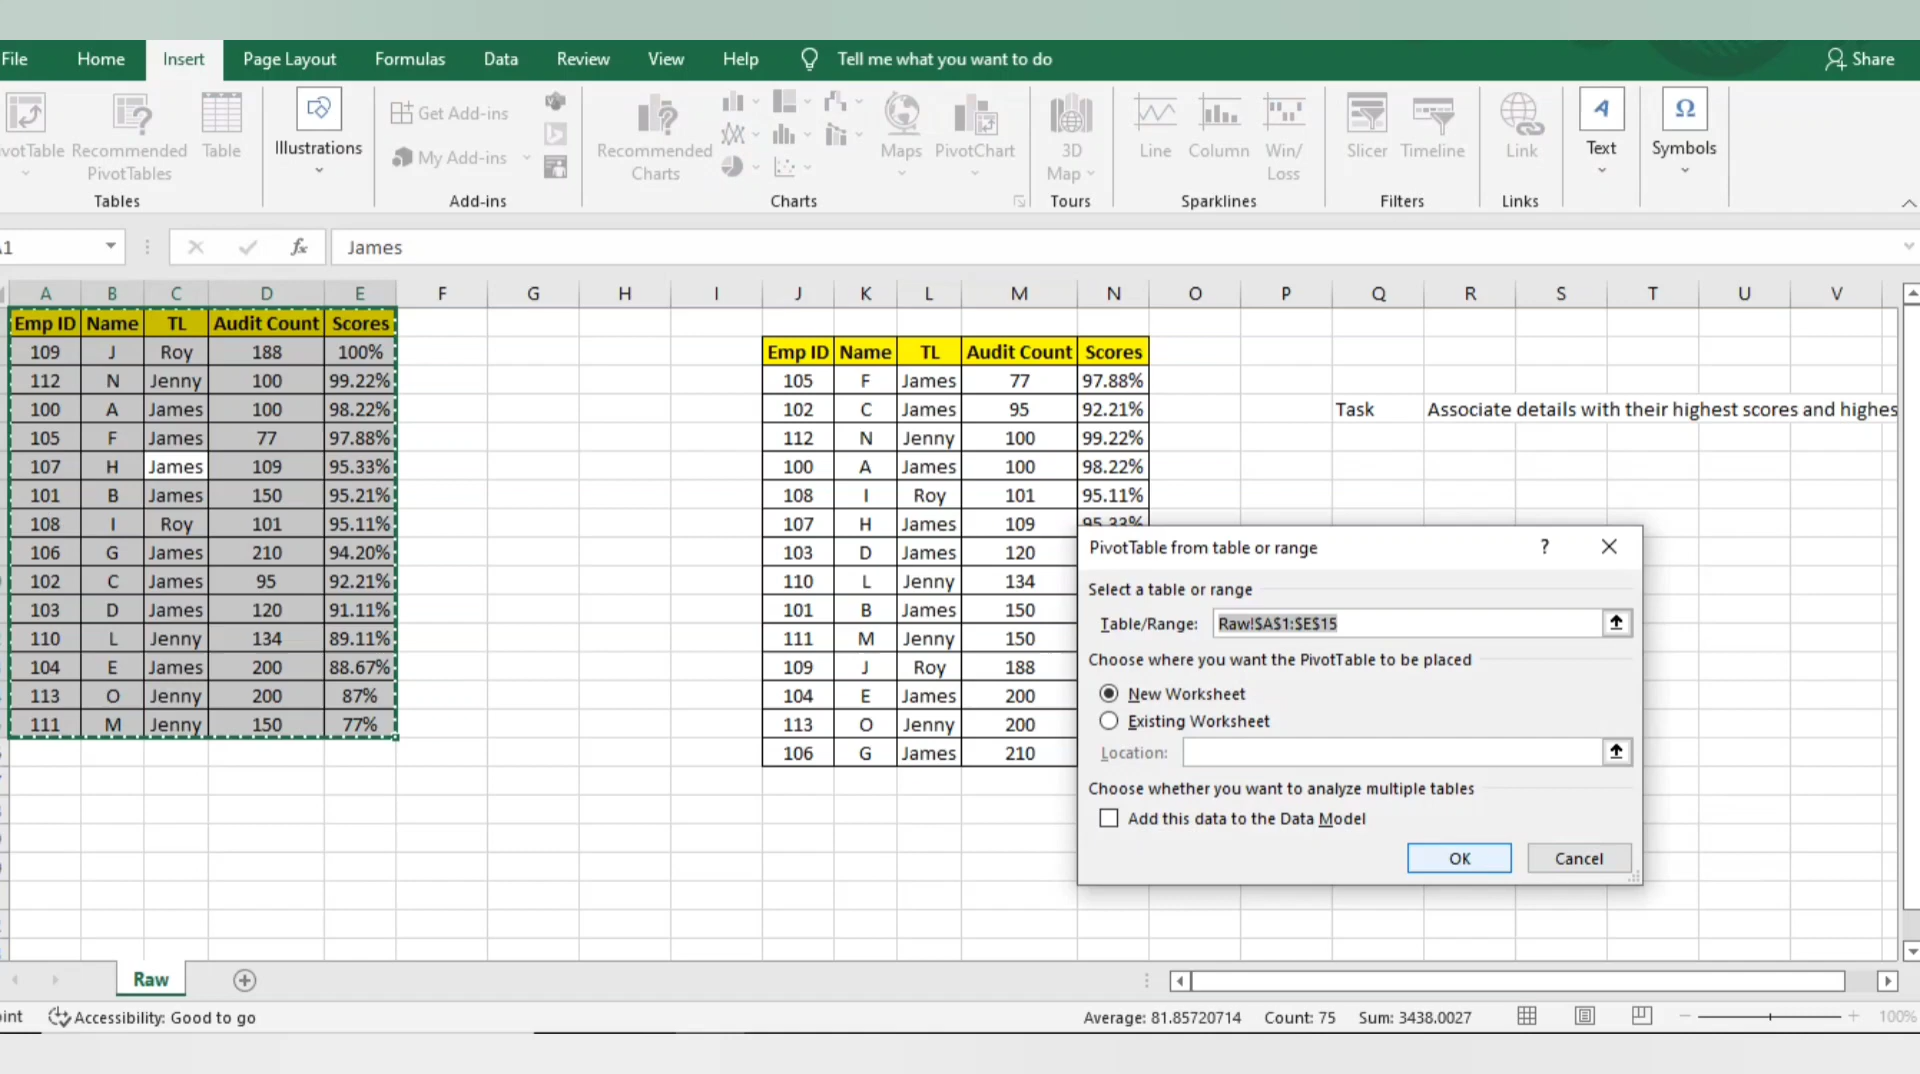 File Home Insert Page Layout Formulas Data Review View Help Tell me what you want to do Share
Recommended PivotTables
Table
Illustrations
Get Add-ins
My Add-ins
Recommended Charts
Maps
PivotChart
3D Map
Line
Column
Win/Loss
Slicer
Timeline
Link
Text
Symbols
Tables Add-ins Charts Tours Sparklines Filters Links
fx James
A B C D E F G H I J K L M N O P Q R S T U V
Emp ID Name TL Audit Count Scores
109 J Roy 188 100%
112 N Jenny 100 99.22%
100 A James 100 98.22%
105 F James 77 97.88%
107 H James 109 95.33%
101 B James 150 95.21%
108 I Roy 101 95.11%
106 G James 210 94.20%
102 C James 95 92.21%
103 D James 120 91.11%
110 L Jenny 134 89.11%
104 E James 200 88.67%
113 O Jenny 200 87%
111 M Jenny 150 77%
Emp ID Name TL Audit Count Scores
105 F James 77 97.88%
102 C James 95 92.21%
112 N Jenny 100 99.22%
100 A James 100 98.22%
108 I Roy 101 95.11%
107 H James 109 95.33%
103 D James 120
110 L Jenny 134
101 B James 150
111 M Jenny 150
109 J Roy 188
104 E James 200
113 O Jenny 200
106 G James 210
Task Associate details with their highest scores and highes
PivotTable from table or range ?
Select a table or range
Table/Range: Raw!$A$1:$E$15
Choose where you want the PivotTable to be placed
New Worksheet
Existing Worksheet
Location:
Choose whether you want to analyze multiple tables
Add this data to the Data Model
OK Cancel
Raw
Accessibility: Good to go
Average: 81.85720714 Count: 75 Sum: 3438.0027
100%